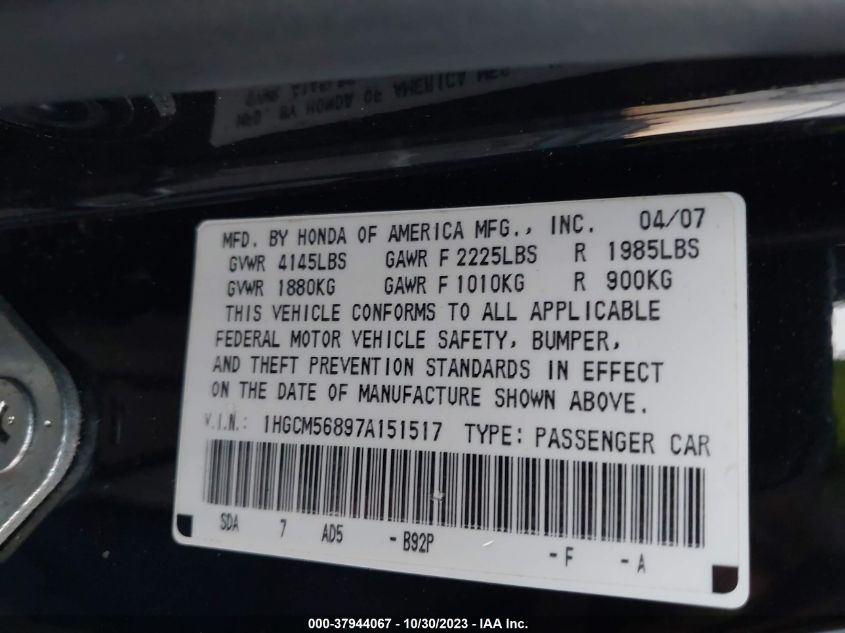 MFD. BY HONDA OF AMERICA MFG., INC. 04/07
GVWR 4145LBS GAWR F 2225LBS R 1985LBS
GVWR 1880KG GAWR F 1010KG R 900KG
THIS VEHICLE CONFORMS TO ALL APPLICABLE
FEDERAL MOTOR VEHICLE SAFETY, BUMPER,
AND THEFT PREVENTION STANDARDS IN EFFECT
ON THE DATE OF MANUFACTURE SHOWN ABOVE.
V.I.N.: 1HGCM56897A151517 TYPE: PASSENGER CAR
SDA 7 AD5 - B92P - F - A
000-37944067 - 10/30/2023 - IAA Inc.